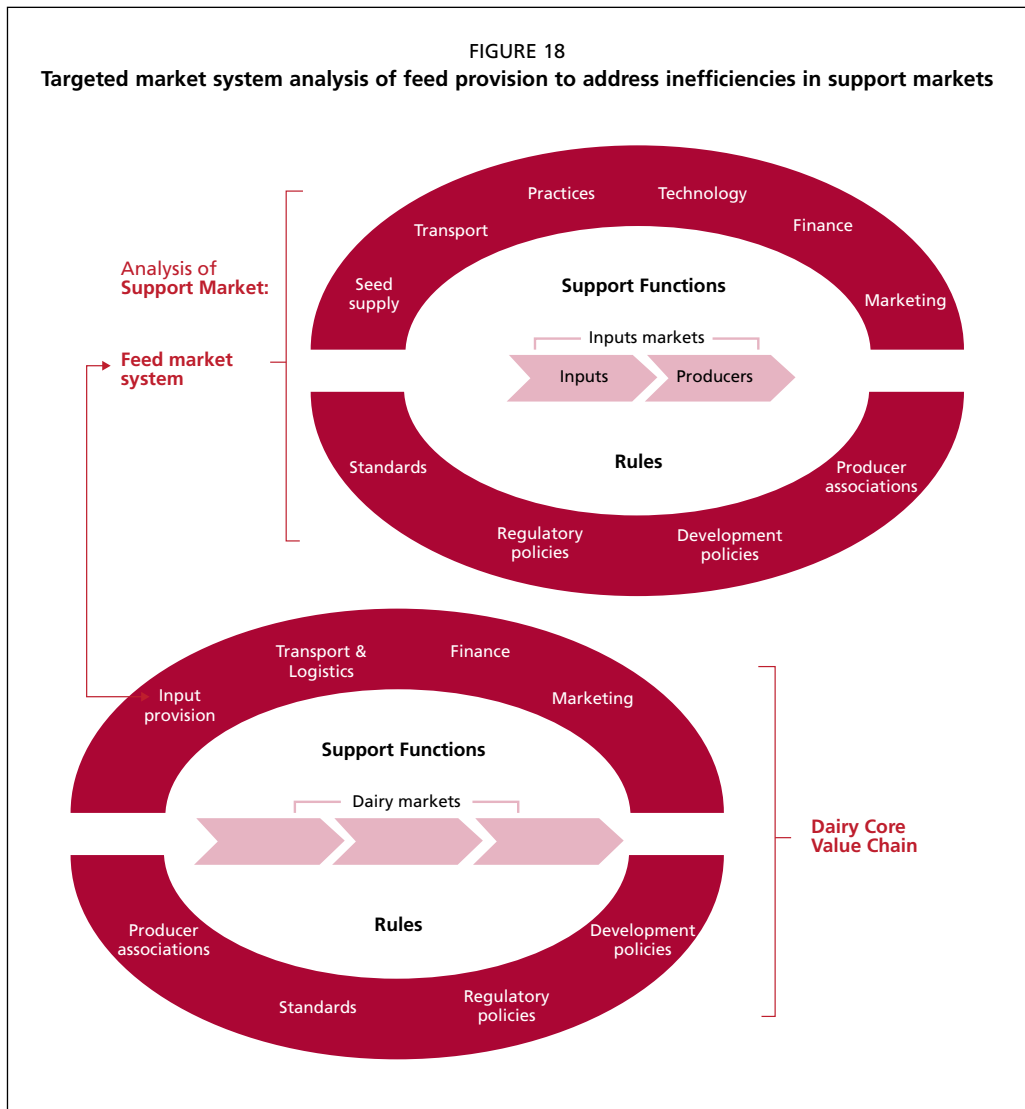 FIGURE 18
Targeted market system analysis of feed provision to address inefficiencies in support markets
Practices
Technology
Transport
Finance
Analysis of
Support Market:
Seed
supply
Support Functions
Marketing
Inputs markets
Feed market
system
Inputs
Producers
Standards
Rules
Producer
associations
Regulatory
policies
Development
policies
Transport &
Logistics
Finance
Input
provision
Marketing
Support Functions
Dairy markets
Dairy Core
Value Chain
Producer
associations
Rules
Development
policies
Standards
Regulatory
policies